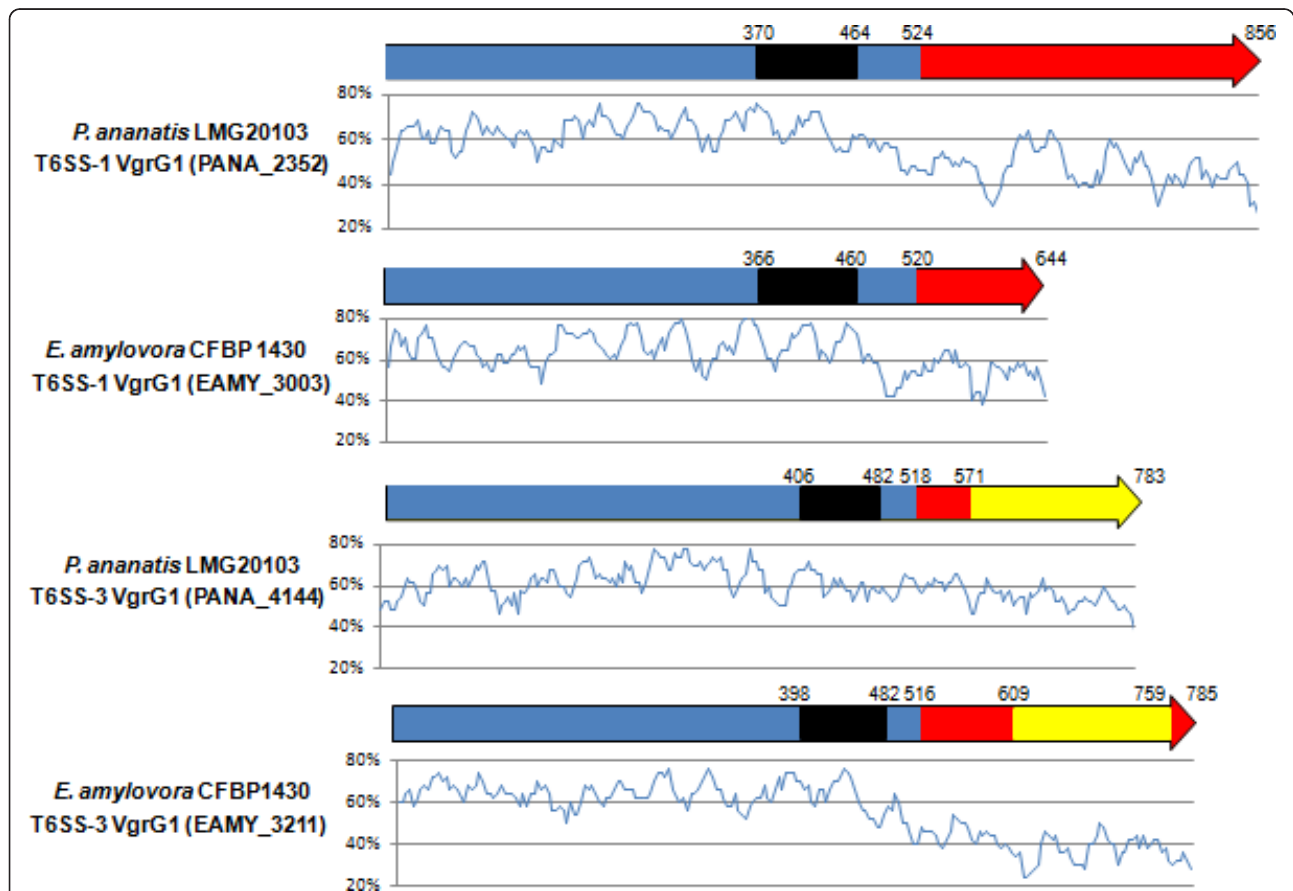 370 464 524 856
80%
60%
40%
20%
P. ananatis LMG20103
T6SS-1 VgrG1 (PANA_2352)
366 460 520 644
80%
60%
40%
20%
E. amylovora CFBP1430
T6SS-1 VgrG1 (EAMY_3003)
406 482 518 571 783
80%
60%
40%
20%
P. ananatis LMG20103
T6SS-3 VgrG1 (PANA_4144)
398 482 516 609 759 785
80%
60%
40%
20%
E. amylovora CFBP1430
T6SS-3 VgrG1 (EAMY_3211)